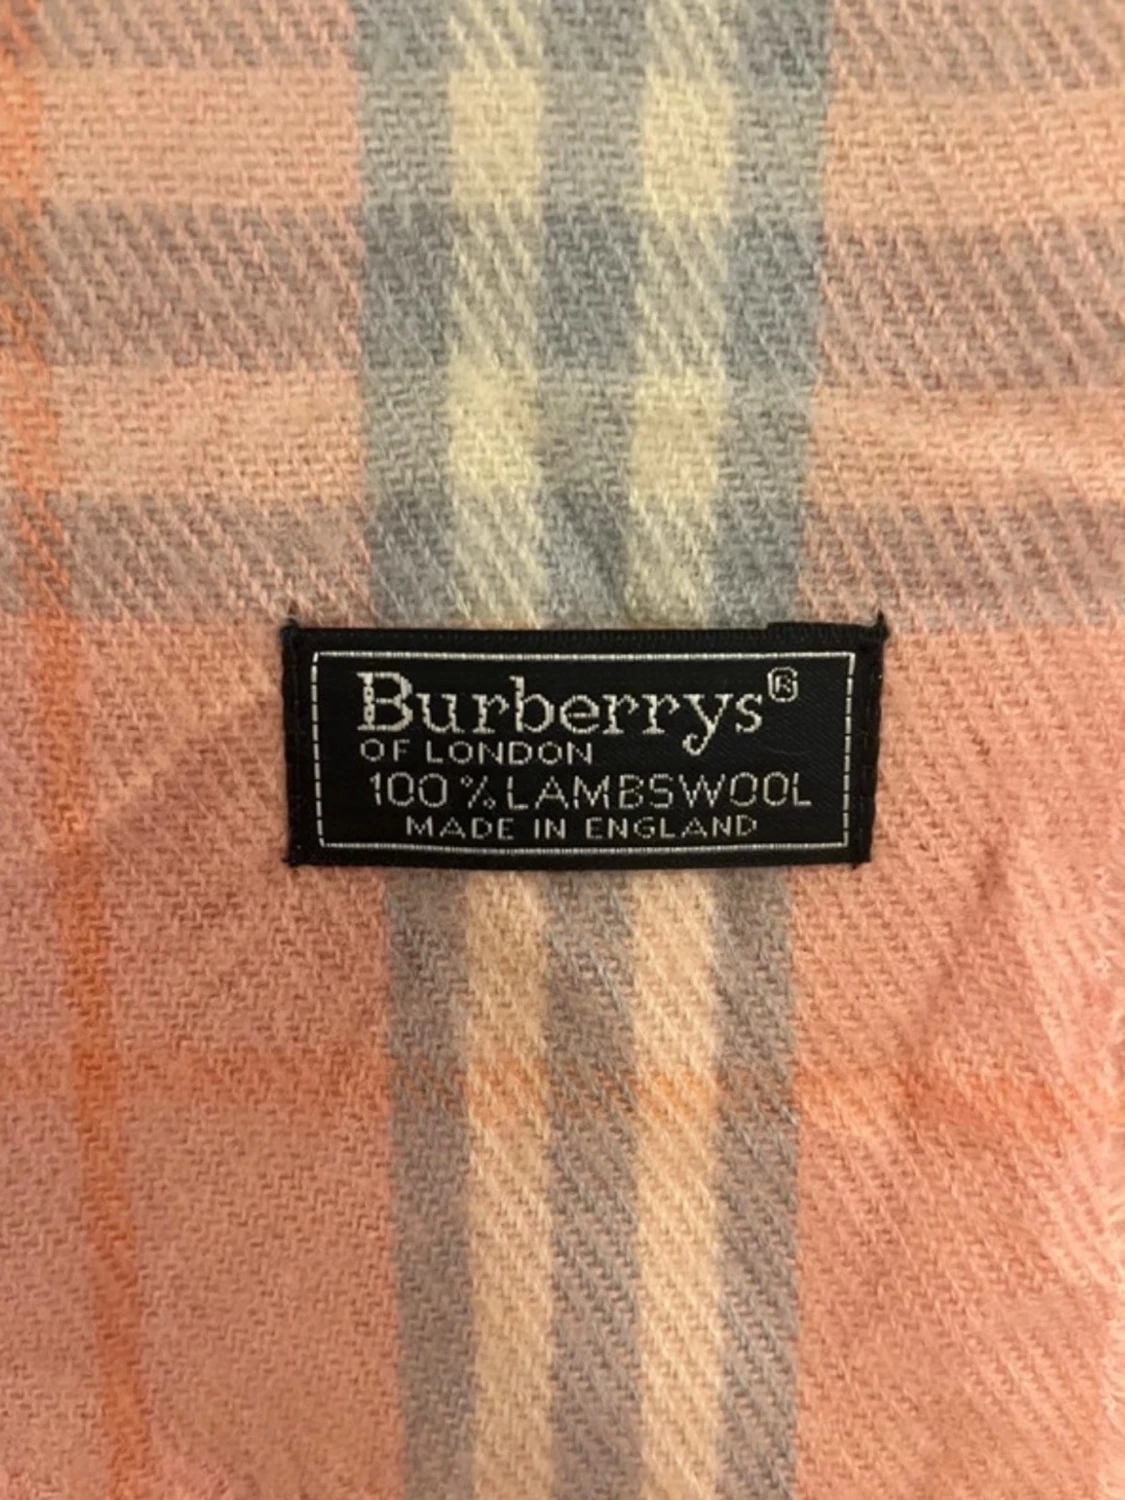 Burberrys®
OF LONDON
100% LAMBSWOOL
MADE IN ENGLAND